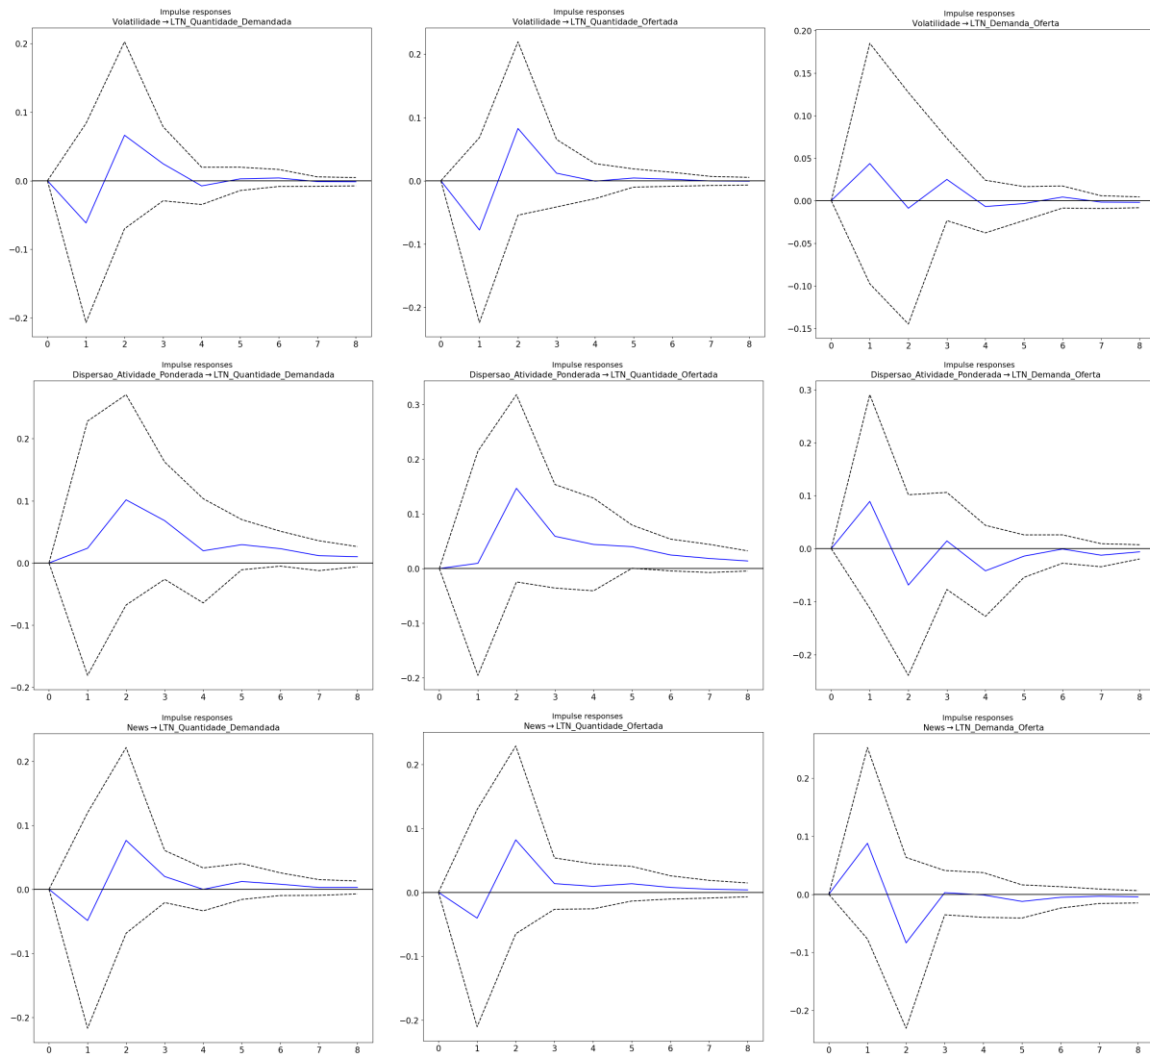 Impulse responses
Volatilidade→LTN_Quantidade_Demandada
0.2
0.1
0.0
−0.1
−0.2
0 1 2 3 4 5 6 7 8
Impulse responses
Volatilidade→LTN_Quantidade_Ofertada
0.2
0.1
0.0
−0.1
−0.2
0 1 2 3 4 5 6 7 8
Impulse responses
Volatilidade→LTN_Demanda_Oferta
0.20
0.15
0.10
0.05
0.00
−0.05
−0.10
−0.15
0 1 2 3 4 5 6 7 8
Impulse responses
Dispersao_Atividade_Ponderada→LTN_Quantidade_Demandada
0.2
0.1
0.0
−0.1
−0.2
0 1 2 3 4 5 6 7 8
Impulse responses
Dispersao_Atividade_Ponderada→LTN_Quantidade_Ofertada
0.3
0.2
0.1
0.0
−0.1
−0.2
0 1 2 3 4 5 6 7 8
Impulse responses
Dispersao_Atividade_Ponderada→LTN_Demanda_Oferta
0.3
0.2
0.1
0.0
−0.1
−0.2
0 1 2 3 4 5 6 7 8
Impulse responses
News→LTN_Quantidade_Demandada
0.2
0.1
0.0
−0.1
−0.2
0 1 2 3 4 5 6 7 8
Impulse responses
News→LTN_Quantidade_Ofertada
0.2
0.1
0.0
−0.1
−0.2
0 1 2 3 4 5 6 7 8
Impulse responses
News→LTN_Demanda_Oferta
0.2
0.1
0.0
−0.1
−0.2
0 1 2 3 4 5 6 7 8